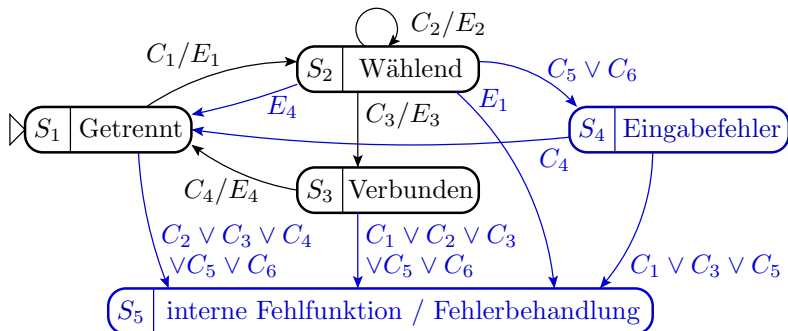 C₂/E₂
C₁/E₁
S₂ Wählend
C₅ ∨ C₆
E₄
E₁
C₃/E₃
S₁ Getrennt
S₄ Eingabefehler
C₄
C₄/E₄
S₃ Verbunden
C₂ ∨ C₃ ∨ C₄
∨C₅ ∨ C₆
C₁ ∨ C₂ ∨ C₃
∨C₅ ∨ C₆
C₁ ∨ C₃ ∨ C₅
S₅ interne Fehlfunktion / Fehlerbehandlung